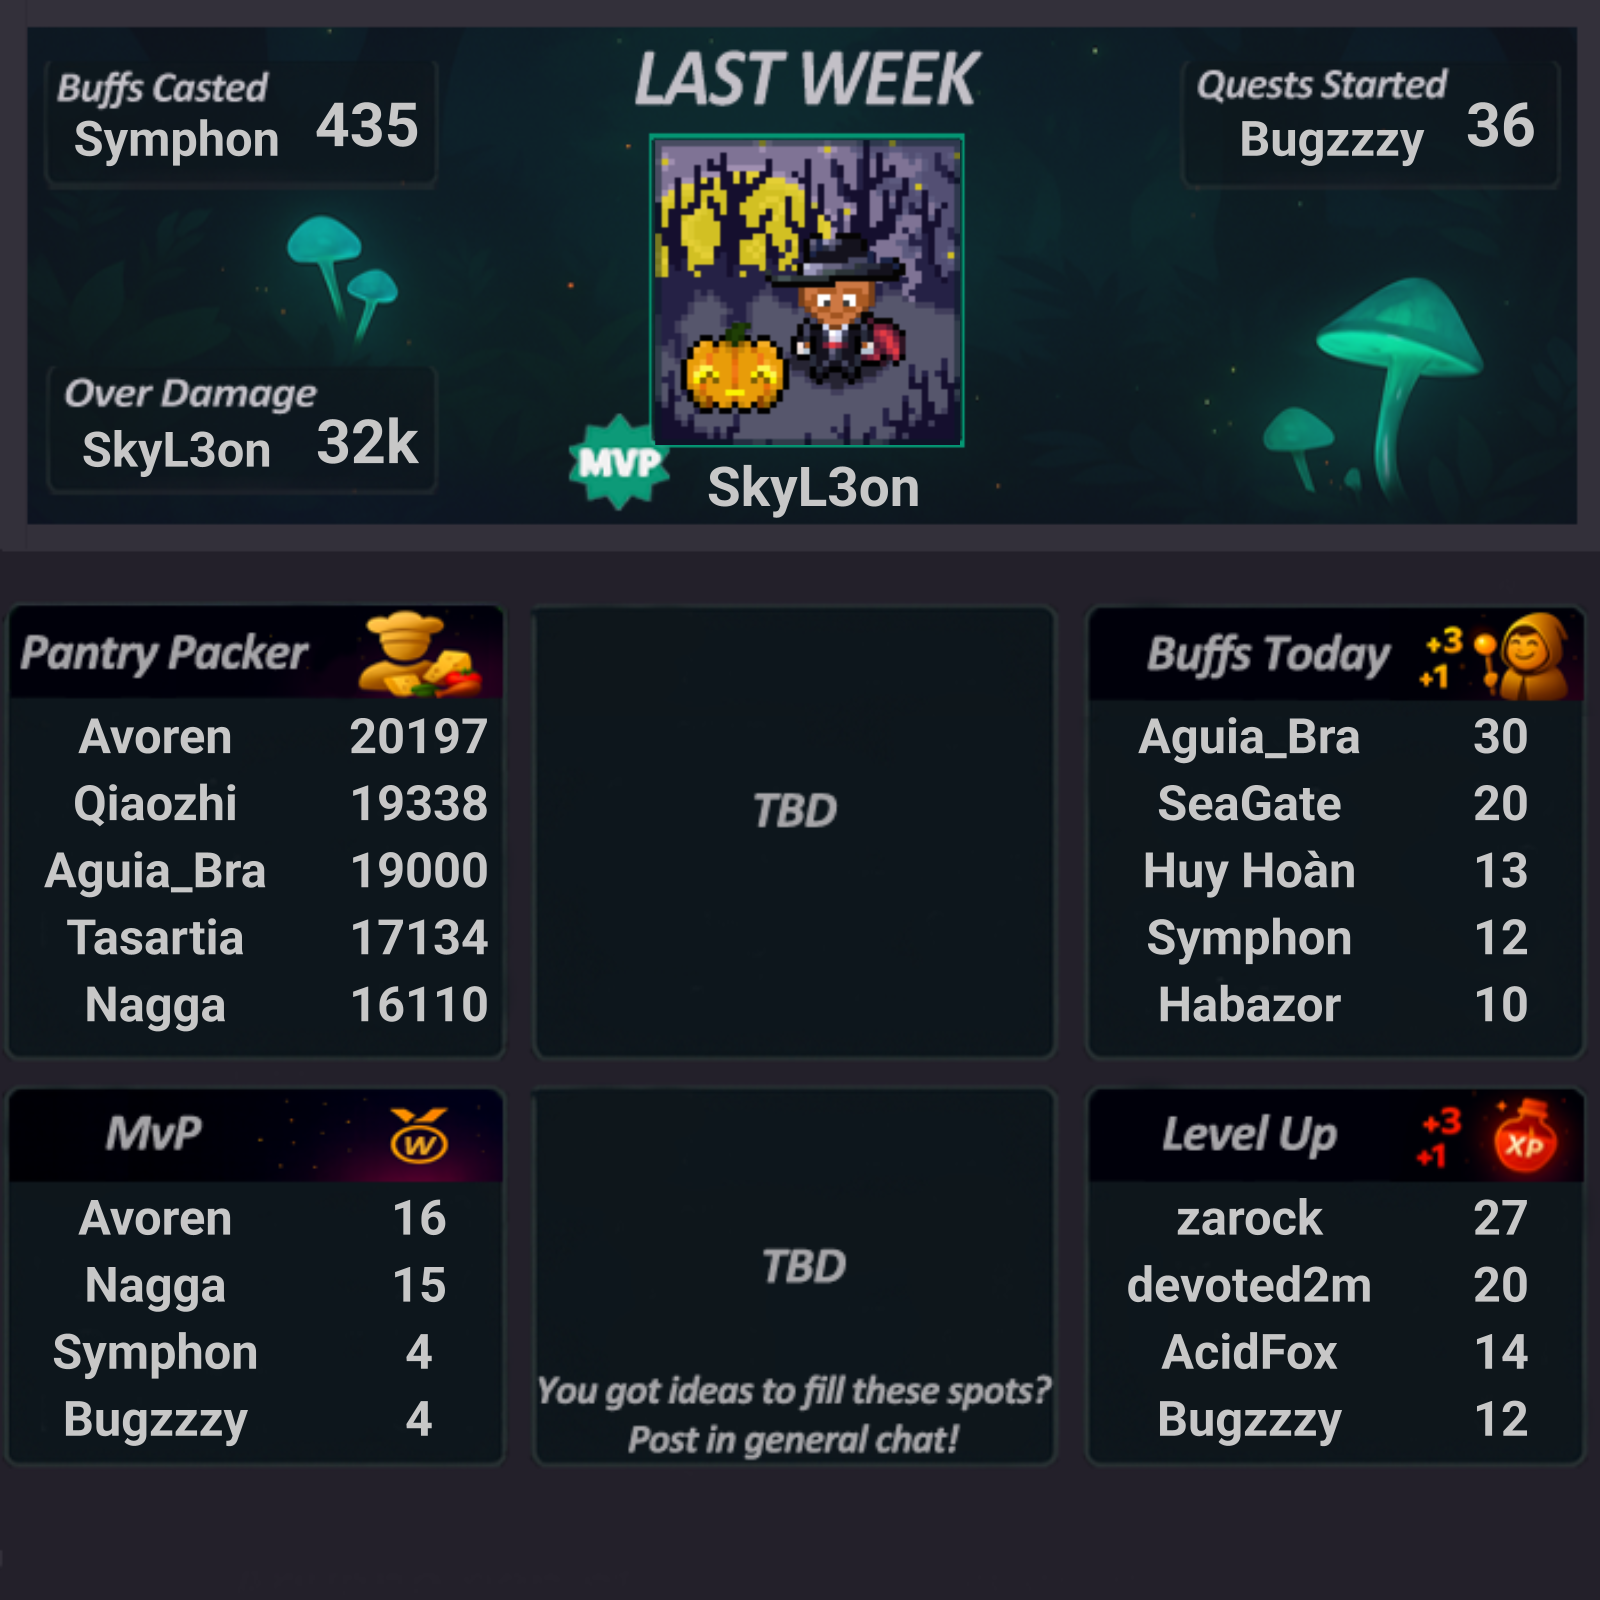 LAST WEEK
Buffs Casted
Symphon 435
Quests Started
Bugzzzy 36
Over Damage
SkyL3on 32k
MVP
SkyL3on
Pantry Packer
Avoren 20197
Qiaozhi 19338
Aguia_Bra 19000
Tasartia 17134
Nagga 16110
TBD
Buffs Today +3
+1
Aguia_Bra 30
SeaGate 20
Huy Hoàn 13
Symphon 12
Habazor 10
MvP W
Avoren 16
Nagga 15
Symphon 4
Bugzzzy 4
TBD
You got ideas to fill these spots?
Post in general chat!
Level Up +3 XP
+1
zarock 27
devoted2m 20
AcidFox 14
Bugzzzy 12